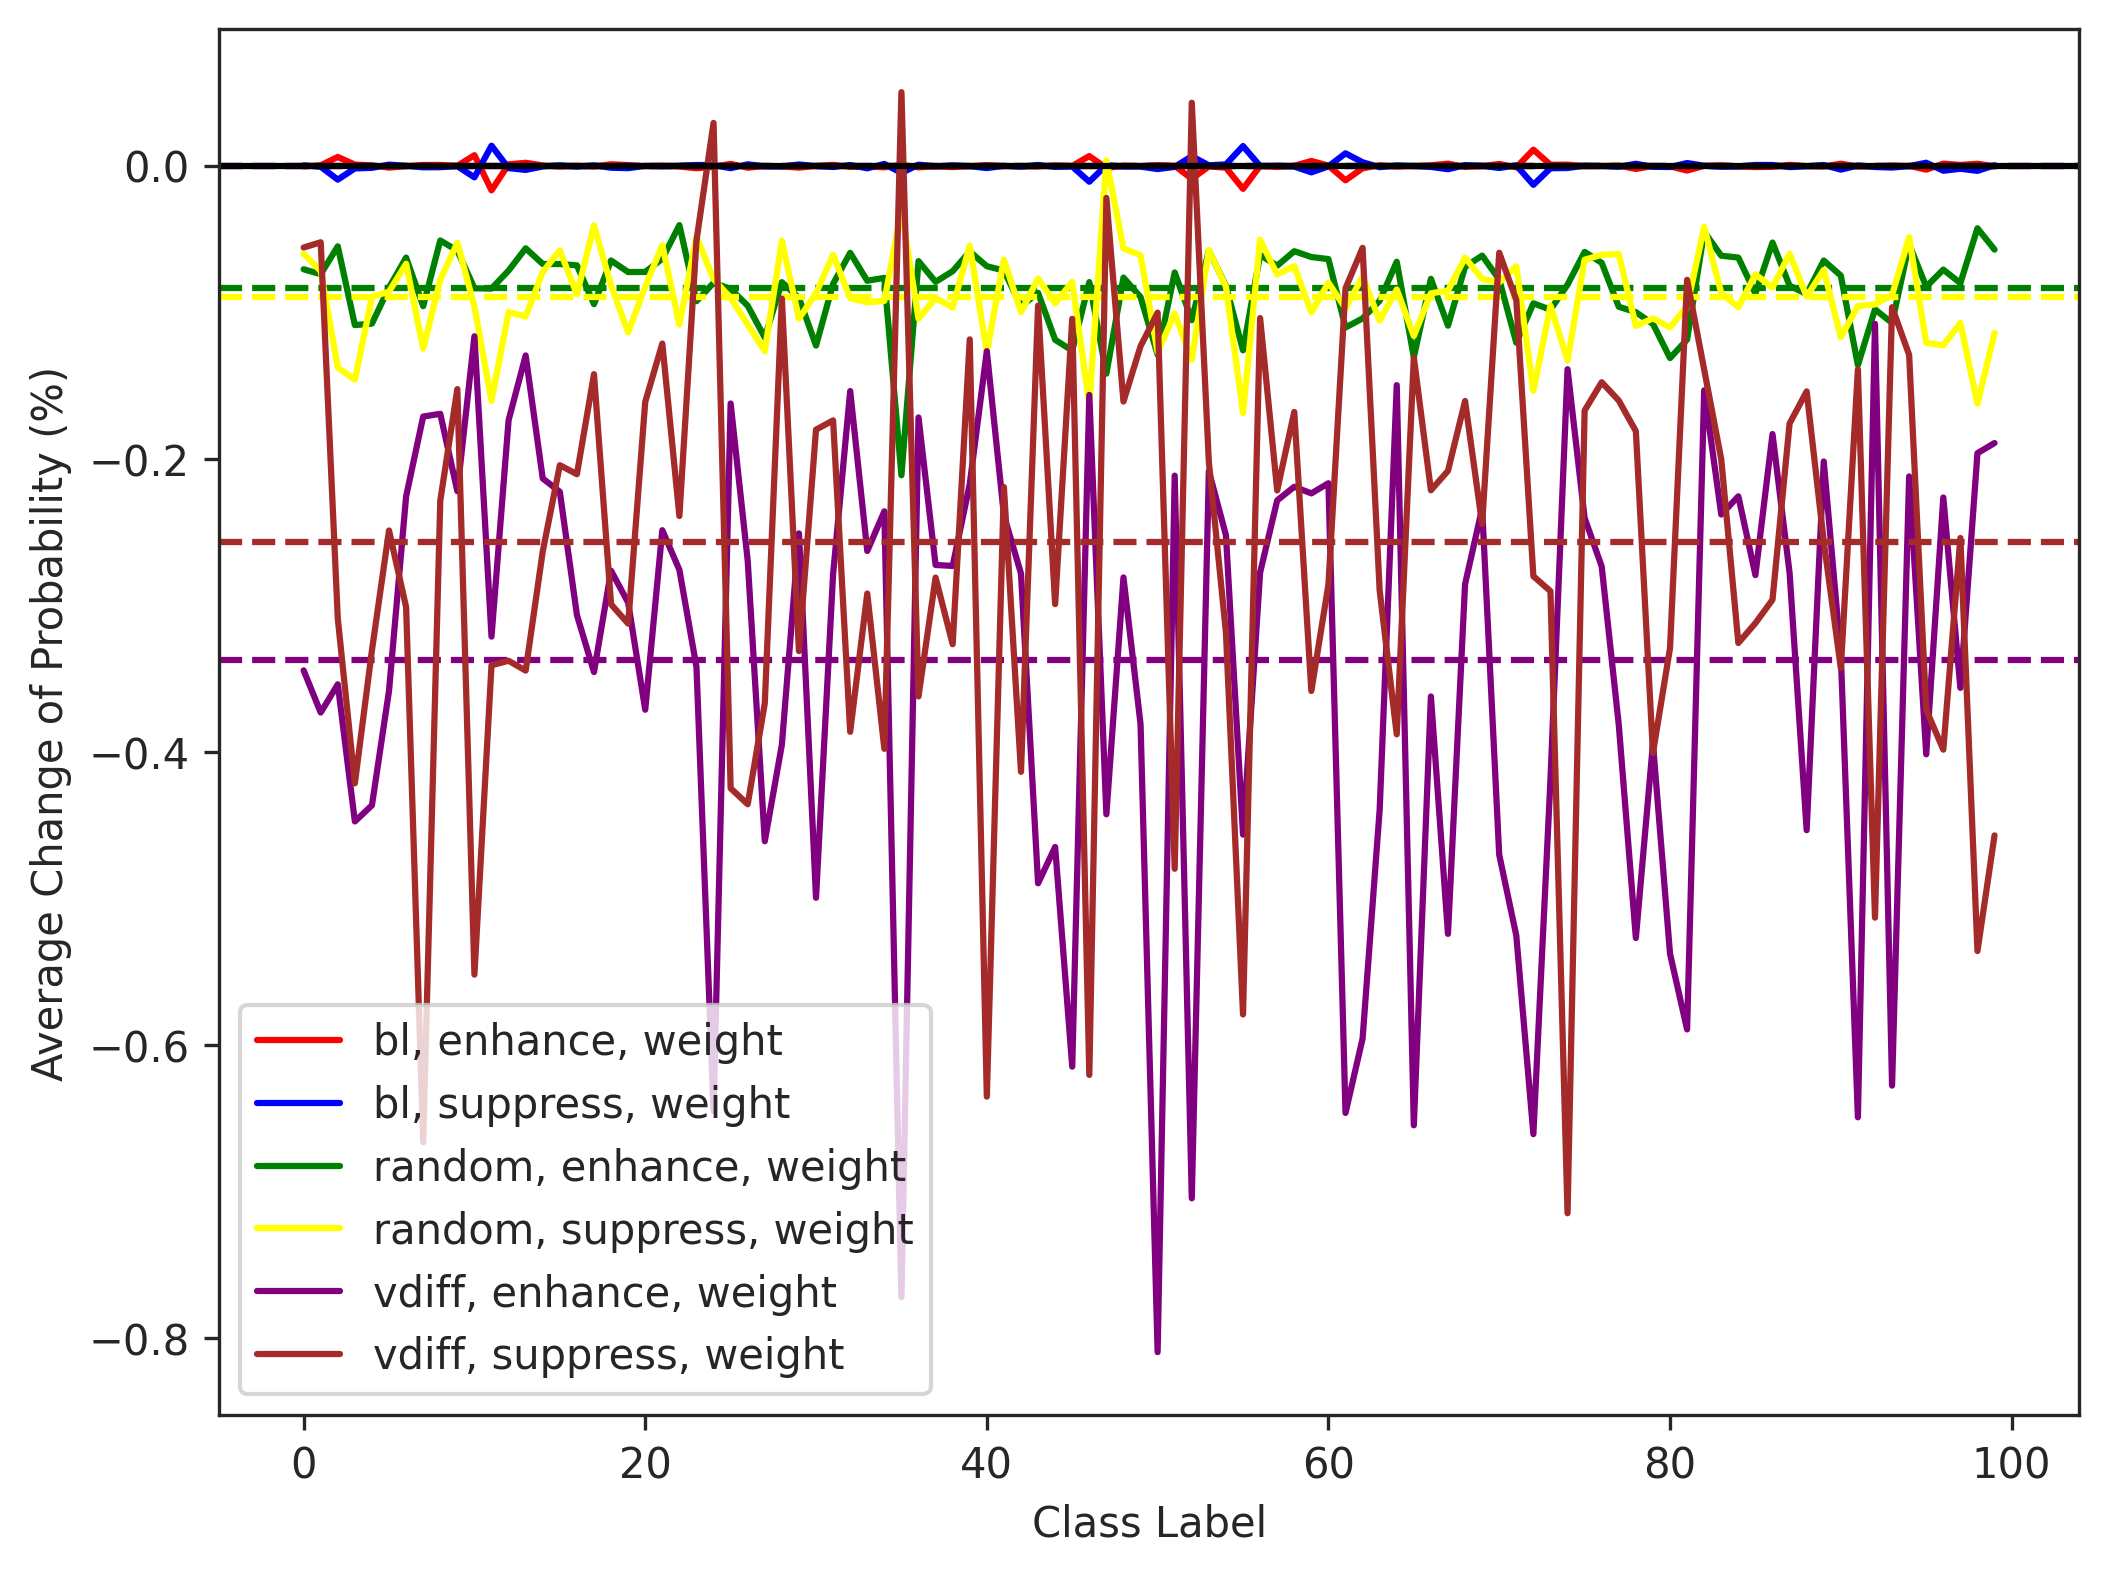 0.0
−0.2
−0.4
−0.6
−0.8
Average Change of Probability (%)
bl, enhance, weight
bl, suppress, weight
random, enhance, weight
random, suppress, weight
vdiff, enhance, weight
vdiff, suppress, weight
0 20 40 60 80 100
Class Label